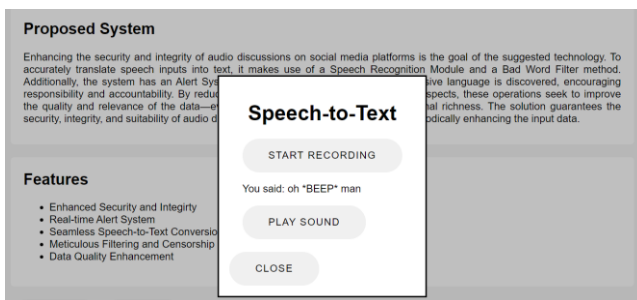 Proposed System
Enhancing the security and integrity of audio discussions on social media platforms is the goal of the suggested technology. To
accurately translate speech inputs into text, it makes use of a Speech Recognition Module and a Bad Word Filter method.
Additionally, the system has an Alert Sys sive language is discovered, encouraging
responsibility and accountability. By reduc spects, these operations seek to improve
the quality and relevance of the data—e nal richness. The solution guarantees the
security, integrity, and suitability of audio d odically enhancing the input data.
Speech-to-Text
START RECORDING
You said: oh *BEEP* man
PLAY SOUND
CLOSE
Features
Enhanced Security and Integirty
Real-time Alert System
Seamless Speech-to-Text Conversio
Meticulous Filtering and Censorship
Data Quality Enhancement